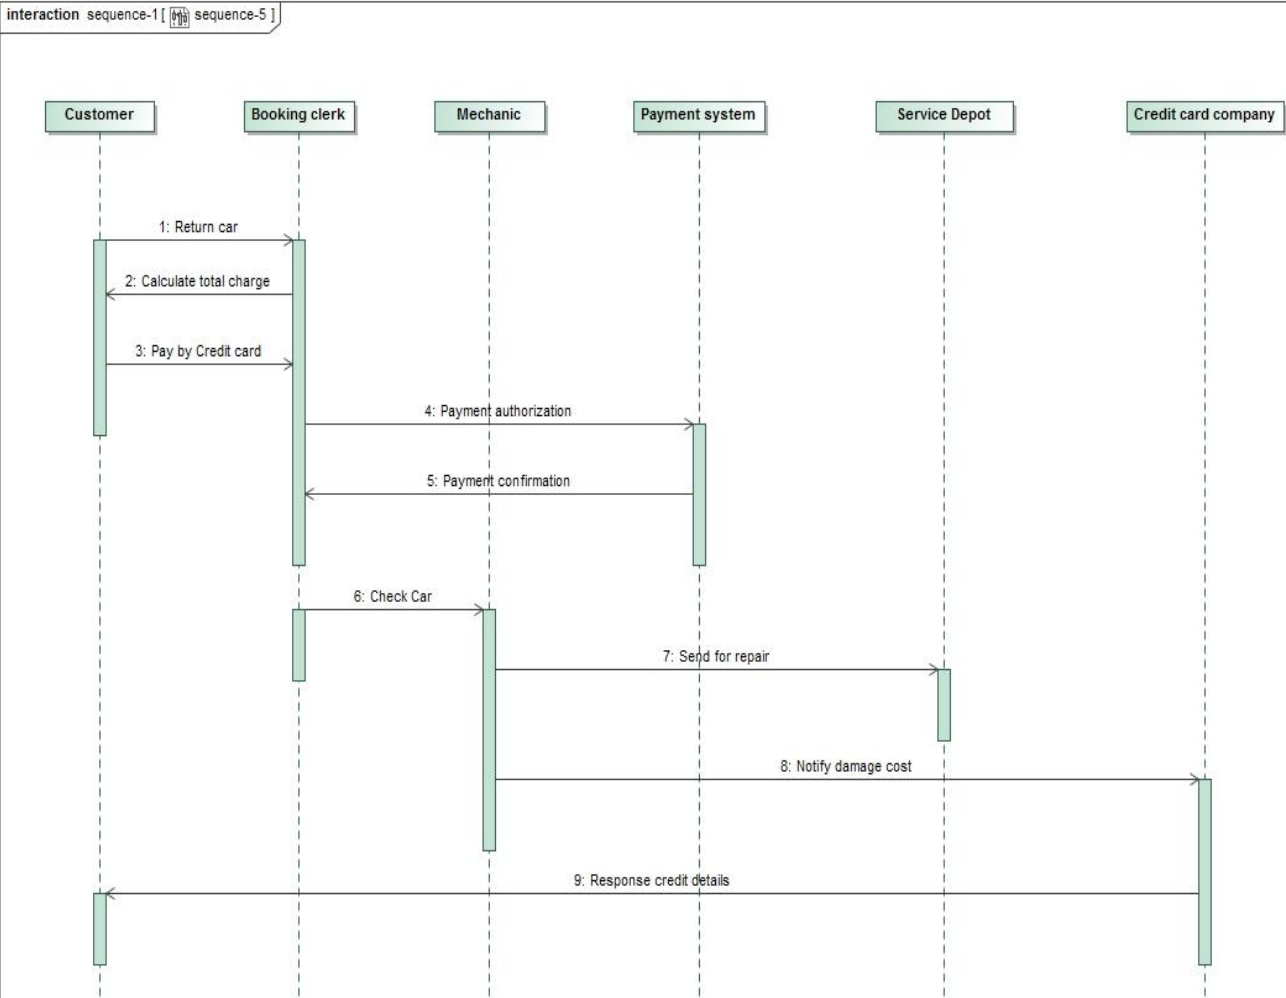 interaction sequence-1 [ sequence-5 ]
Customer
Booking clerk
Mechanic
Payment system
Service Depot
Credit card company
1: Return car
2: Calculate total charge
3: Pay by Credit card
4: Payment authorization
5: Payment confirmation
6: Check Car
7: Send for repair
8: Notify damage cost
9: Response credit details